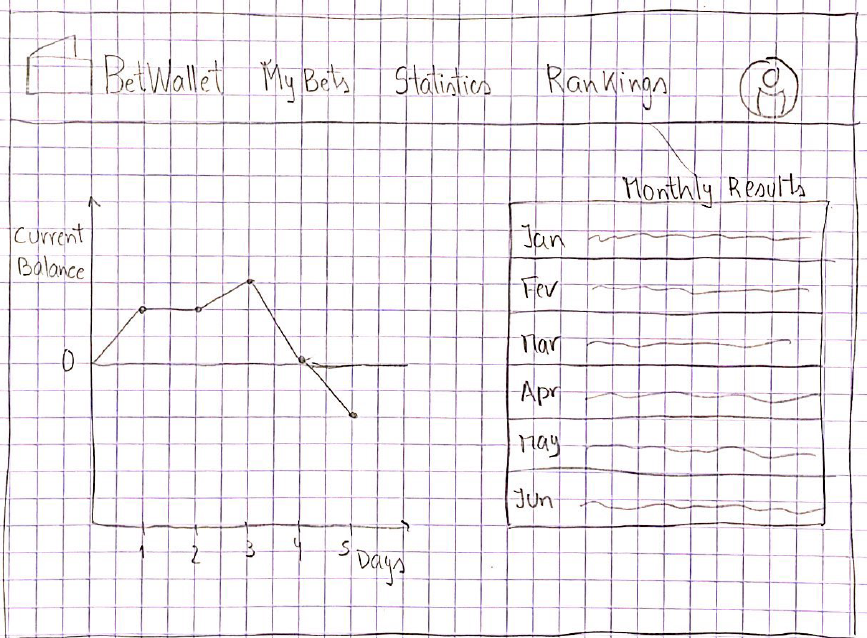 BetWallet My Bets Statistics Rankings
Monthly Results
Current
Balance
0
1 2 3 4 5 Days
Jan
Fev
Mar
Apr
May
Jun